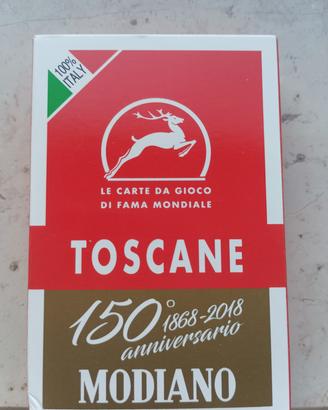 100%
ITALY
LE CARTE DA GIOCO
DI FAMA MONDIALE
TOSCANE
150° 1868-2018
anniversario
MODIANO